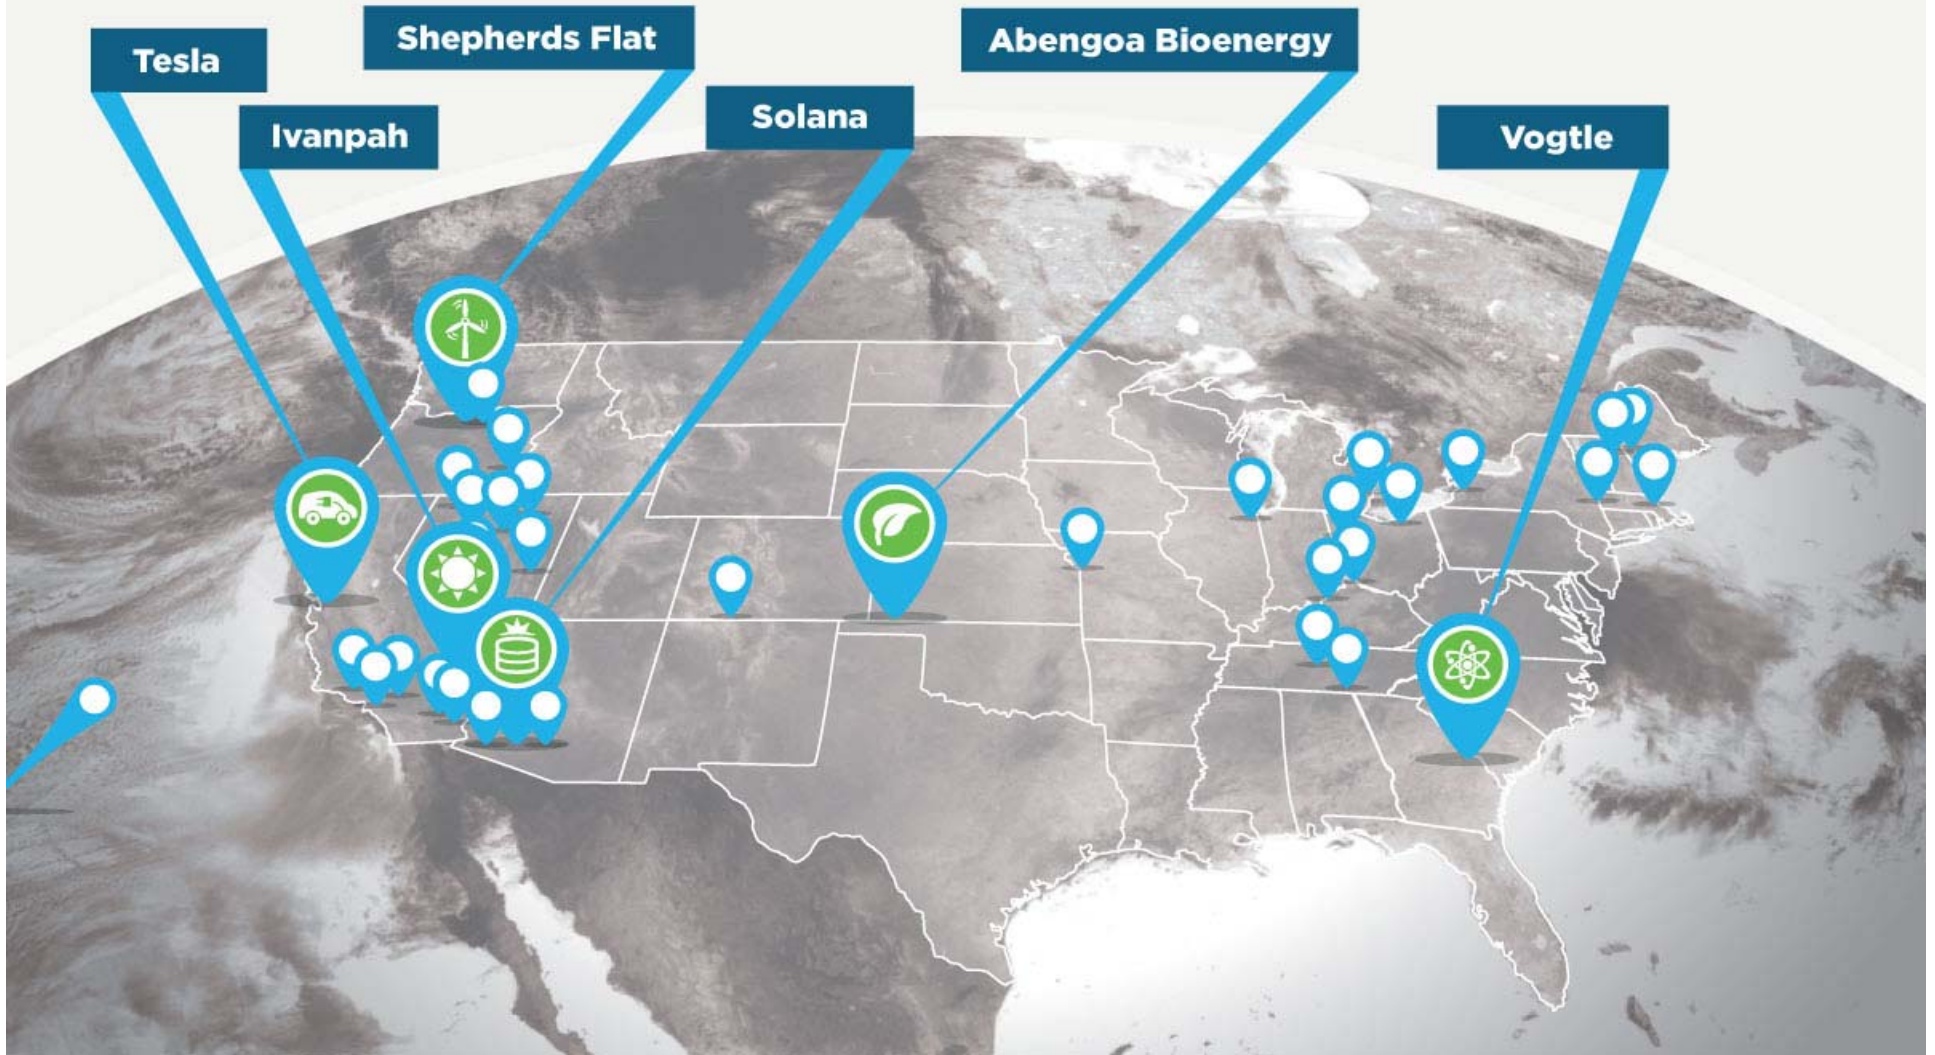 Tesla
Shepherds Flat
Ivanpah
Solana
Abengoa Bioenergy
Vogtle